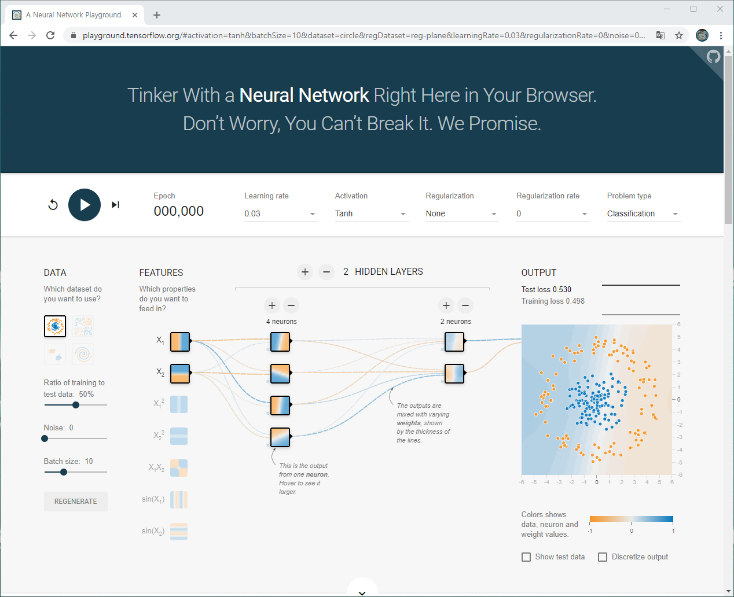 A Neural Network Playground
playground.tensorflow.org/#activation=tanh&batchSize=10&dataset=circle&regDataset=reg-plane&learningRate=0.03&regularizationRate=0&noise=0...
Tinker With a Neural Network Right Here in Your Browser.
Don't Worry, You Can't Break It. We Promise.
Epoch
000,000
Learning rate
0.03
Activation
Tanh
Regularization
None
Regularization rate
0
Problem type
Classification
DATA
Which dataset do
you want to use?
Ratio of training to
test data: 50%
Noise: 0
Batch size: 10
REGENERATE
FEATURES
Which properties
do you want to
feed in?
X1
X2
X1²
X2²
X1X2
sin(X1)
sin(X2)
+ − 2 HIDDEN LAYERS
+ −
4 neurons
+ −
2 neurons
The outputs are
mixed with varying
weights, shown
by the thickness of
the lines.
This is the output
from one neuron.
Hover to see it
larger.
OUTPUT
Test loss 0.530
Training loss 0.498
6
5
4
3
2
1
0
-1
-2
-3
-4
-5
-6
-6 -5 -4 -3 -2 -1 0 1 2 3 4 5 6
Colors shows
data, neuron and
weight values.
-1 0 1
Show test data
Discretize output